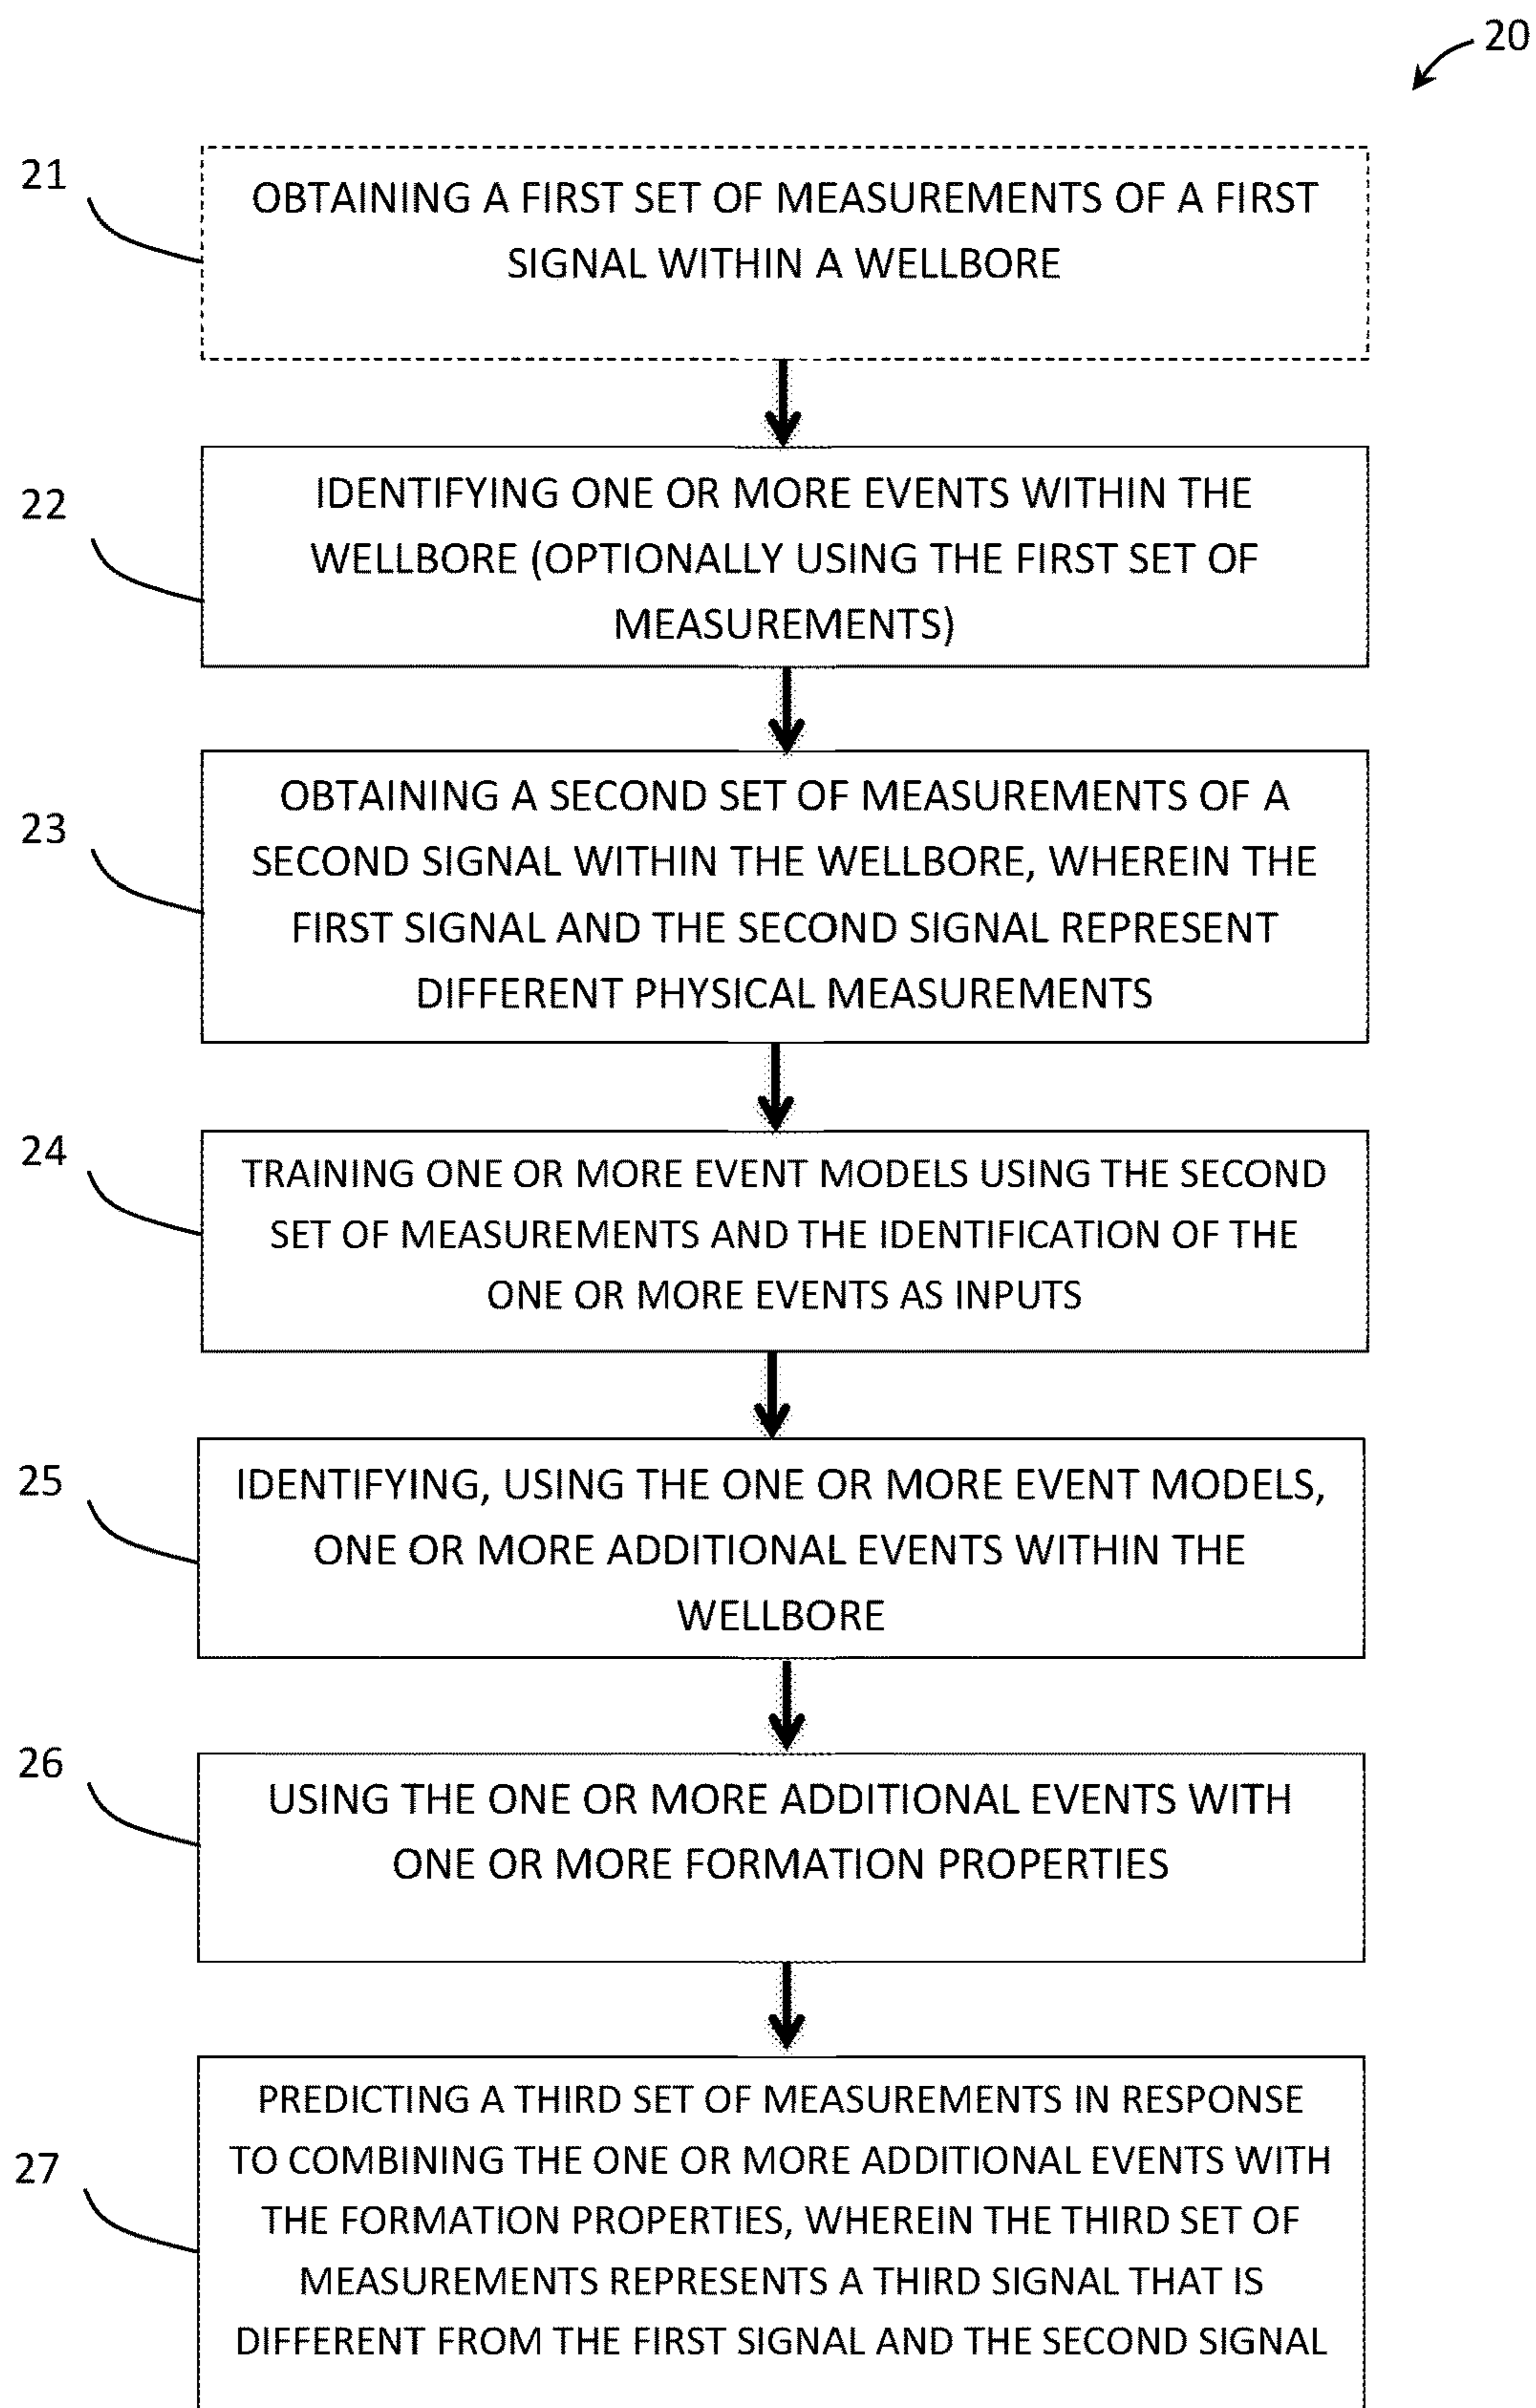 20
21
OBTAINING A FIRST SET OF MEASUREMENTS OF A FIRST
SIGNAL WITHIN A WELLBORE
22
IDENTIFYING ONE OR MORE EVENTS WITHIN THE
WELLBORE (OPTIONALLY USING THE FIRST SET OF
MEASUREMENTS)
23
OBTAINING A SECOND SET OF MEASUREMENTS OF A
SECOND SIGNAL WITHIN THE WELLBORE, WHEREIN THE
FIRST SIGNAL AND THE SECOND SIGNAL REPRESENT
DIFFERENT PHYSICAL MEASUREMENTS
24
TRAINING ONE OR MORE EVENT MODELS USING THE SECOND
SET OF MEASUREMENTS AND THE IDENTIFICATION OF THE
ONE OR MORE EVENTS AS INPUTS
25
IDENTIFYING, USING THE ONE OR MORE EVENT MODELS,
ONE OR MORE ADDITIONAL EVENTS WITHIN THE
WELLBORE
26
USING THE ONE OR MORE ADDITIONAL EVENTS WITH
ONE OR MORE FORMATION PROPERTIES
27
PREDICTING A THIRD SET OF MEASUREMENTS IN RESPONSE
TO COMBINING THE ONE OR MORE ADDITIONAL EVENTS WITH
THE FORMATION PROPERTIES, WHEREIN THE THIRD SET OF
MEASUREMENTS REPRESENTS A THIRD SIGNAL THAT IS
DIFFERENT FROM THE FIRST SIGNAL AND THE SECOND SIGNAL